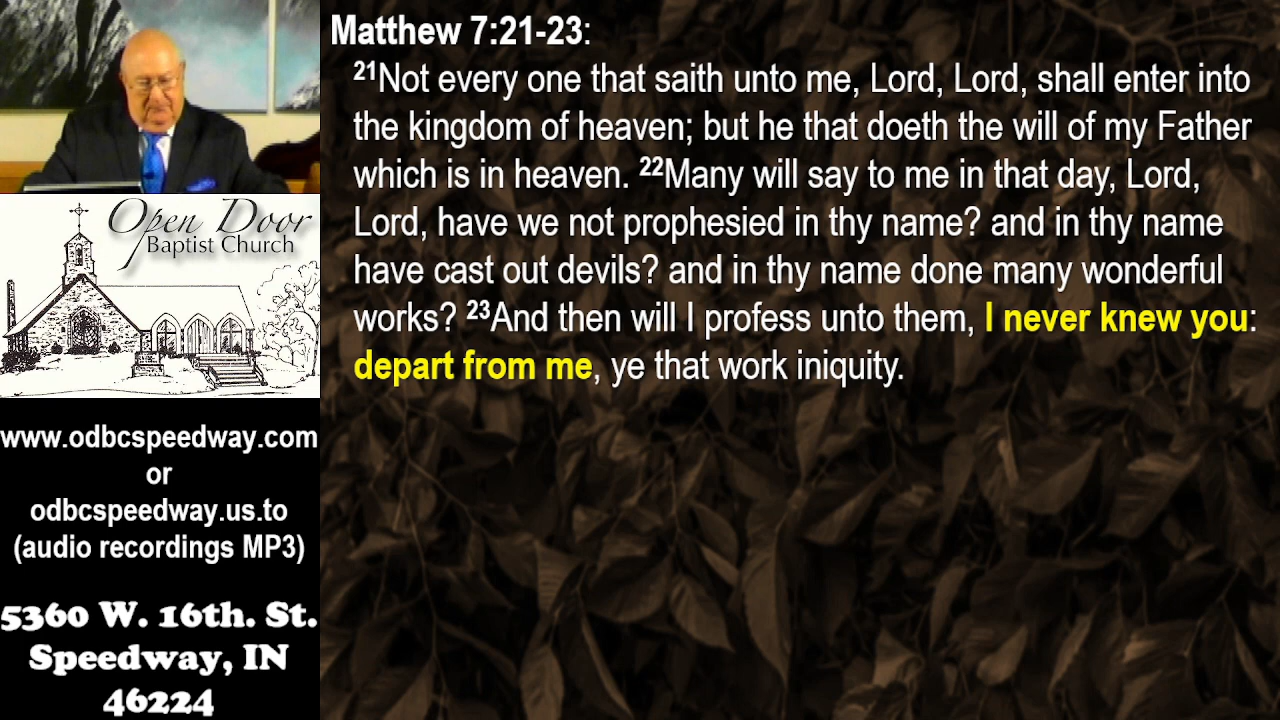 Matthew 7:21-23:
21Not every one that saith unto me, Lord, Lord, shall enter into
the kingdom of heaven; but he that doeth the will of my Father
which is in heaven. 22Many will say to me in that day, Lord,
Lord, have we not prophesied in thy name? and in thy name
have cast out devils? and in thy name done many wonderful
works? 23And then will I profess unto them, I never knew you:
depart from me, ye that work iniquity.
Open Door
Baptist Church
www.odbcspeedway.com
or
odbcspeedway.us.to
(audio recordings MP3)
5360 W. 16th. St.
Speedway, IN
46224